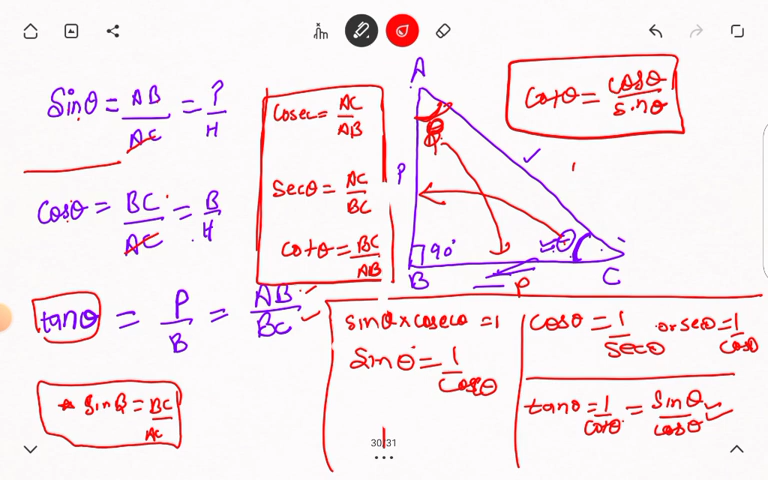 Sinθ = AB/AC = P/H
Cosθ = BC/AC = B/H
tanθ = P/B = AB/BC
* Sinθ = BC/AC
Cosec = AC/AB
Secθ = AC/BC
Cotθ = BC/AB
A
P
θ
90°
B
P
C
θ
Cotθ = cosθ/sinθ
Sinθ x cosecθ = 1
Sinθ = 1/Cosecθ
Cosθ = 1/Secθ or secθ = 1/Cosθ
tanθ = 1/cotθ = Sinθ/cosθ
30/31